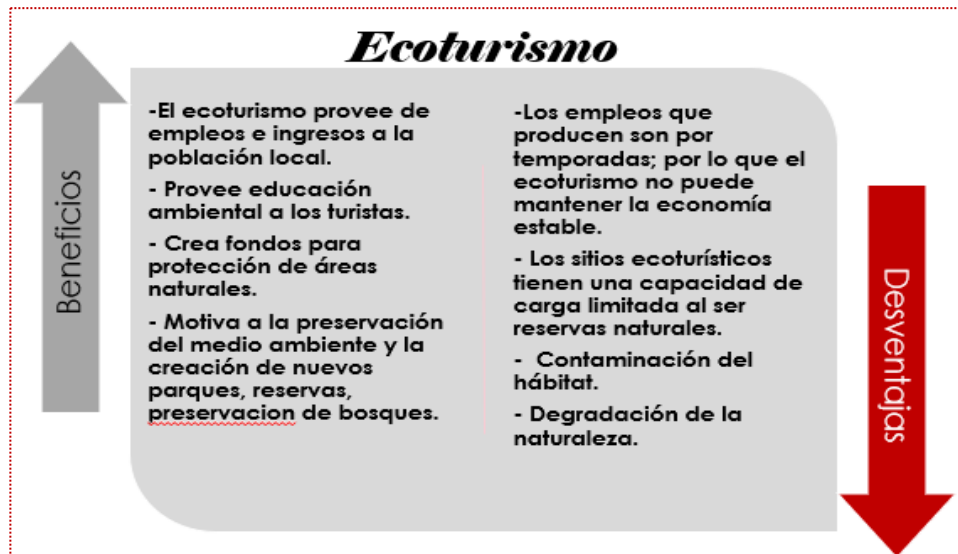 Ecoturismo
Beneficios
-El ecoturismo provee de
empleos e ingresos a la
población local.
- Provee educación
ambiental a los turistas.
- Crea fondos para
protección de áreas
naturales.
- Motiva a la preservación
del medio ambiente y la
creación de nuevos
parques, reservas,
preservacion de bosques.
-Los empleos que
producen son por
temporadas; por lo que el
ecoturismo no puede
mantener la economía
estable.
- Los sitios ecoturísticos
tienen una capacidad de
carga limitada al ser
reservas naturales.
- Contaminación del
hábitat.
- Degradación de la
naturaleza.
Desventajas